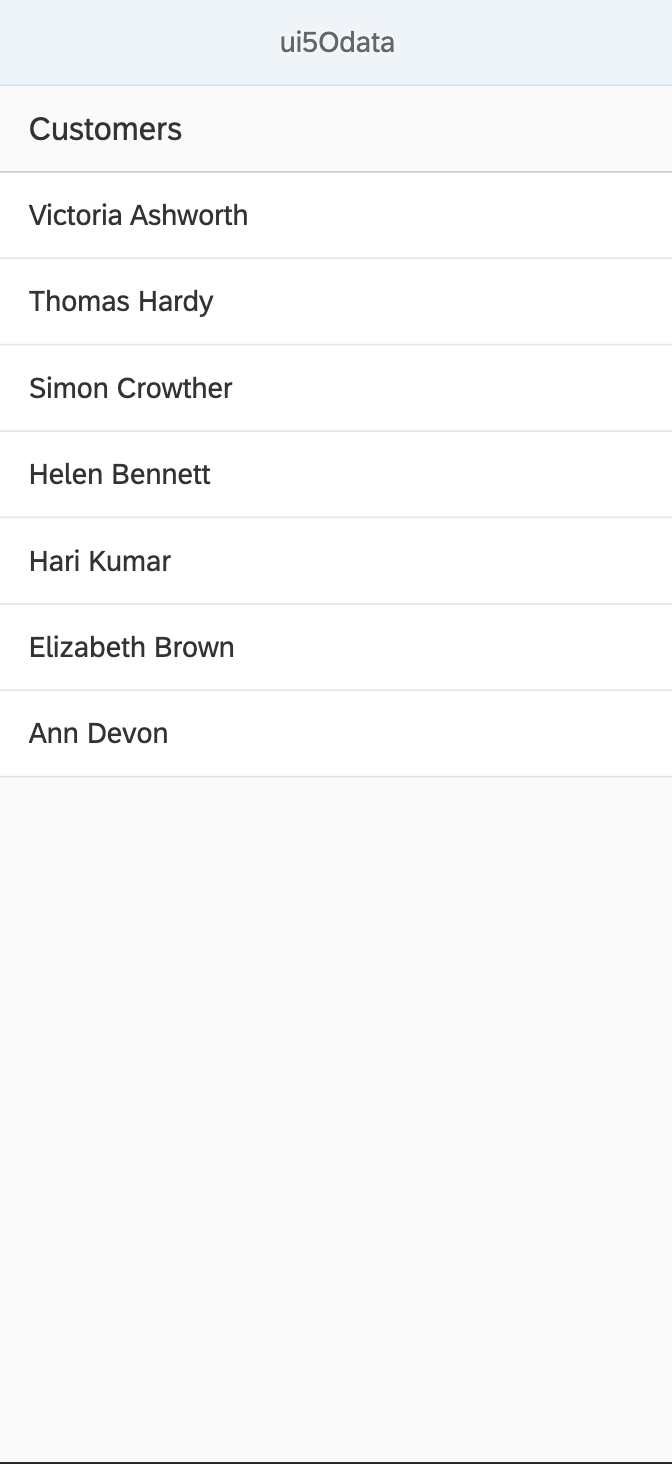 ui5Odata
Customers
Victoria Ashworth
Thomas Hardy
Simon Crowther
Helen Bennett
Hari Kumar
Elizabeth Brown
Ann Devon